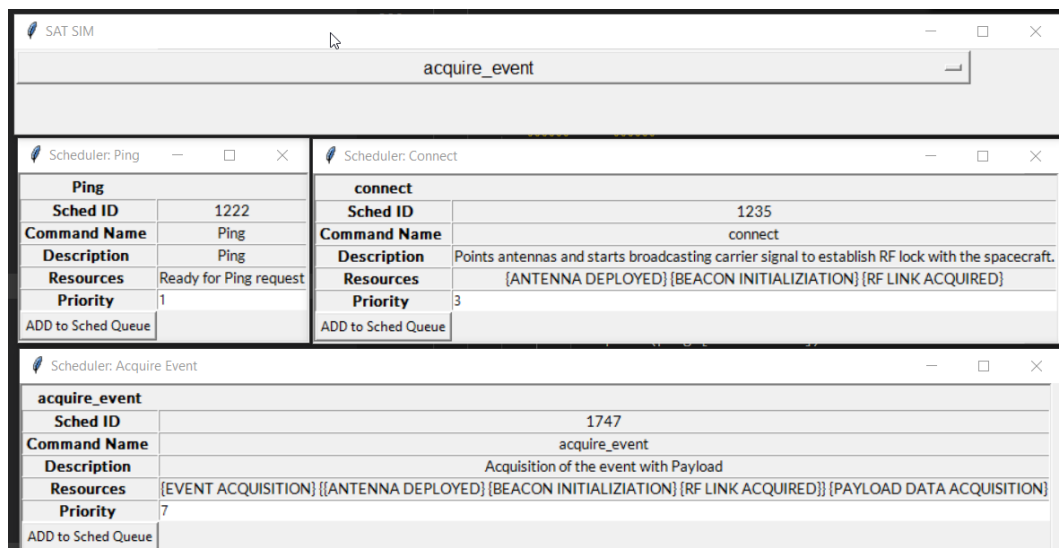 SAT SIM
acquire_event
Scheduler: Ping
Ping
Sched ID 1222
Command Name Ping
Description Ping
Resources Ready for Ping request
Priority 1
ADD to Sched Queue
Scheduler: Connect
connect
Sched ID 1235
Command Name connect
Description Points antennas and starts broadcasting carrier signal to establish RF lock with the spacecraft.
Resources {ANTENNA DEPLOYED} {BEACON INITIALIZIATION} {RF LINK ACQUIRED}
Priority 3
ADD to Sched Queue
Scheduler: Acquire Event
acquire_event
Sched ID 1747
Command Name acquire_event
Description Acquisition of the event with Payload
Resources {EVENT ACQUISITION} {{ANTENNA DEPLOYED} {BEACON INITIALIZIATION} {RF LINK ACQUIRED}} {PAYLOAD DATA ACQUISITION}
Priority 7
ADD to Sched Queue